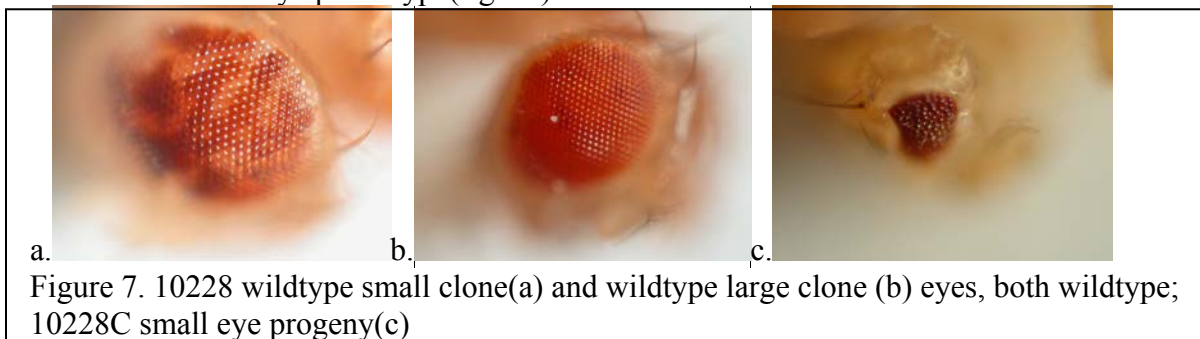 a. b. c.
Figure 7. 10228 wildtype small clone(a) and wildtype large clone (b) eyes, both wildtype;
10228C small eye progeny(c)